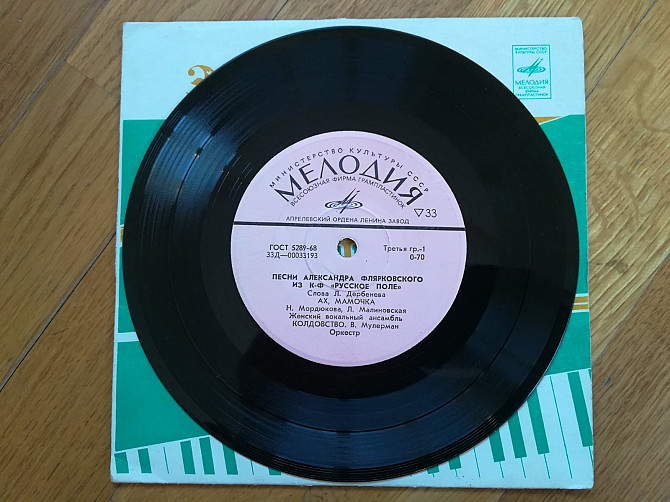 МИНИСТЕРСТВО КУЛЬТУРЫ СССР
МЕЛОДИЯ
ВСЕСОЮЗНАЯ ФИРМА ГРАМПЛАСТИНОК
АПРЕЛЕВСКИЙ ОРДЕНА ЛЕНИНА ЗАВОД
▽33
ГОСТ 5289-68
33Д—00033193
Третья гр.-1
0-70
ПЕСНИ АЛЕКСАНДРА ФЛЯРКОВСКОГО
ИЗ К-Ф «РУССКОЕ ПОЛЕ»
Слова Л. Дербенева
АХ, МАМОЧКА
Н. Мордюкова, Л. Малиновская
Женский вокальный ансамбль
КОЛДОВСТВО. В. Мулерман
Оркестр
МИНИСТЕРСТВО
КУЛЬТУРЫ СССР
МЕЛОДИЯ
ВСЕСОЮЗНАЯ
ФИРМА
ГРАМПЛАСТИНОК